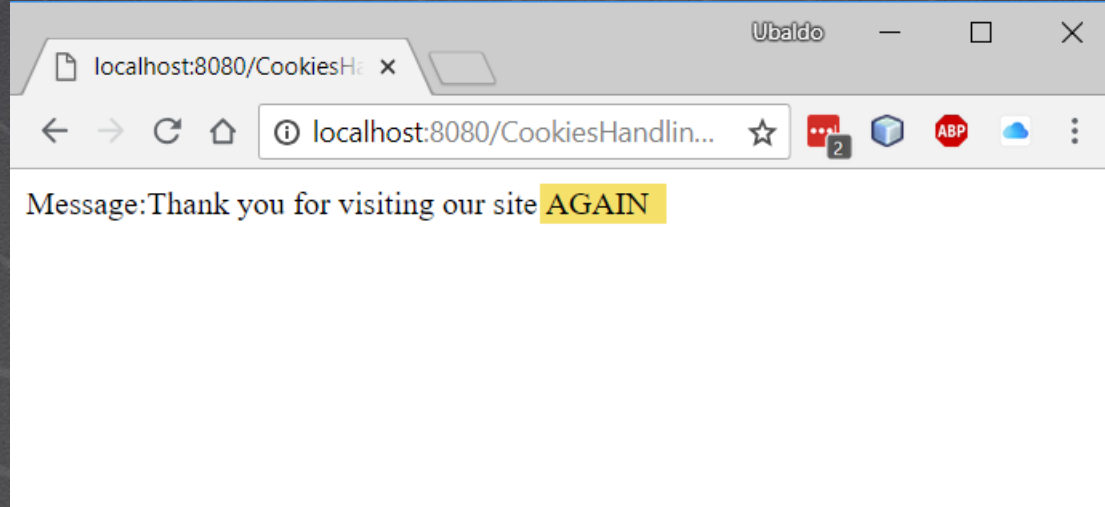 Ubaldo
localhost:8080/CookiesHa
localhost:8080/CookiesHandlin...
2
ABP
Message:Thank you for visiting our site AGAIN